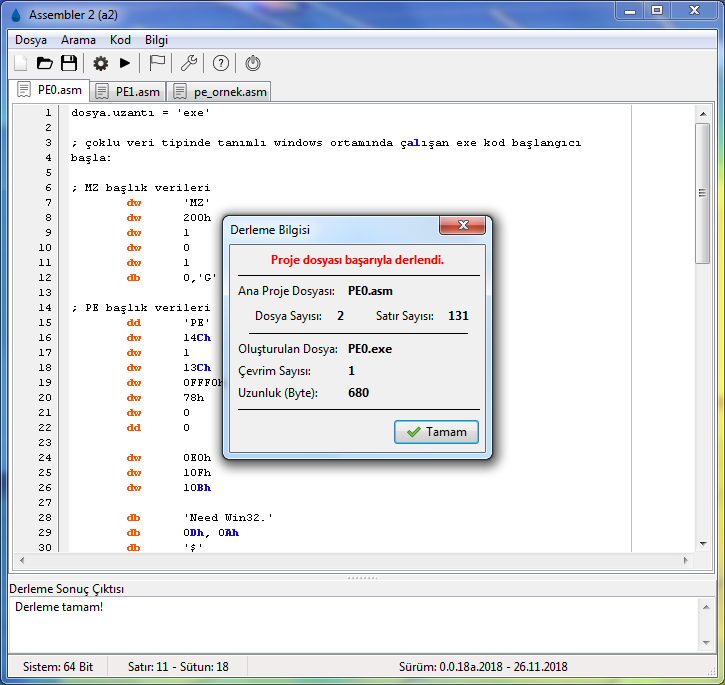 Assembler 2 (a2)
Dosya Arama Kod Bilgi
PE0.asm PE1.asm pe_ornek.asm
1 dosya.uzantı = 'exe'
2
3 ; çoklu veri tipinde tanımlı windows ortamında çalışan exe kod başlangıcı
4 başla:
5
6 ; MZ başlık verileri
7 dw 'MZ'
8 dw 200h
9 dw 1
10 dw 0
11 dw 1
12 db 0,'G'
13
14 ; PE başlık verileri
15 dd 'PE'
16 dw 14Ch
17 dw 1
18 dw 13Ch
19 dw 0FFF0h
20 dw 78h
21 dw 0
22 dd 0
23
24 dw 0E0h
25 dw 10Fh
26 dw 10Bh
27
28 db 'Need Win32.'
29 db 0Dh, 0Ah
30 db '$'
Derleme Bilgisi
Proje dosyası başarıyla derlendi.
Ana Proje Dosyası: PE0.asm
Dosya Sayısı: 2 Satır Sayısı: 131
Oluşturulan Dosya: PE0.exe
Çevrim Sayısı: 1
Uzunluk (Byte): 680
Tamam
Derleme Sonuç Çıktısı
Derleme tamam!
Sistem: 64 Bit Satır: 11 - Sütun: 18 Sürüm: 0.0.18a.2018 - 26.11.2018